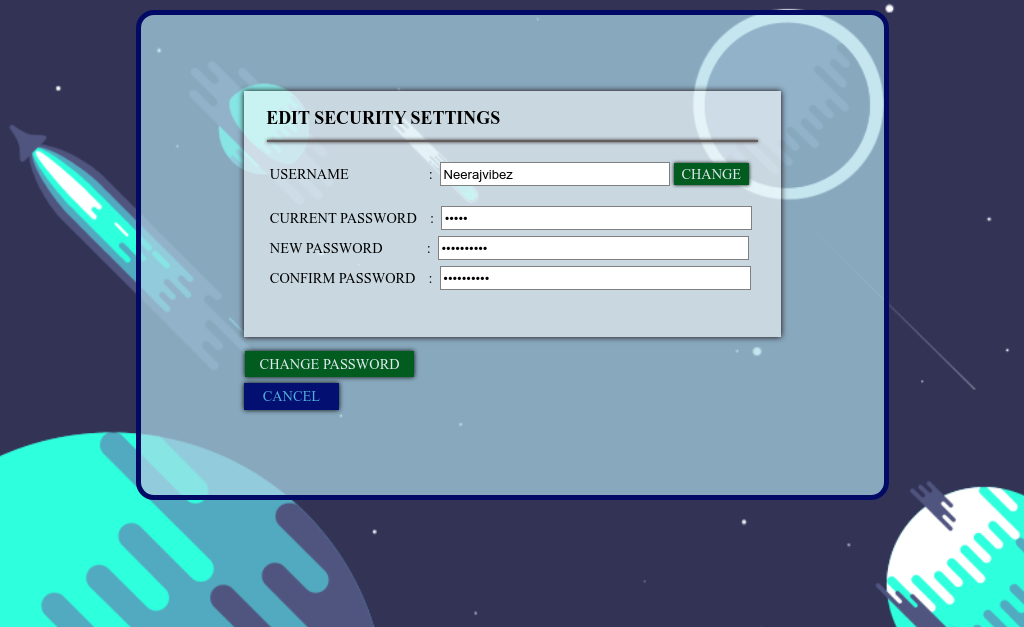 EDIT SECURITY SETTINGS
USERNAME : Neerajvibez CHANGE
CURRENT PASSWORD : •••••
NEW PASSWORD : ••••••••••
CONFIRM PASSWORD : ••••••••••
CHANGE PASSWORD
CANCEL